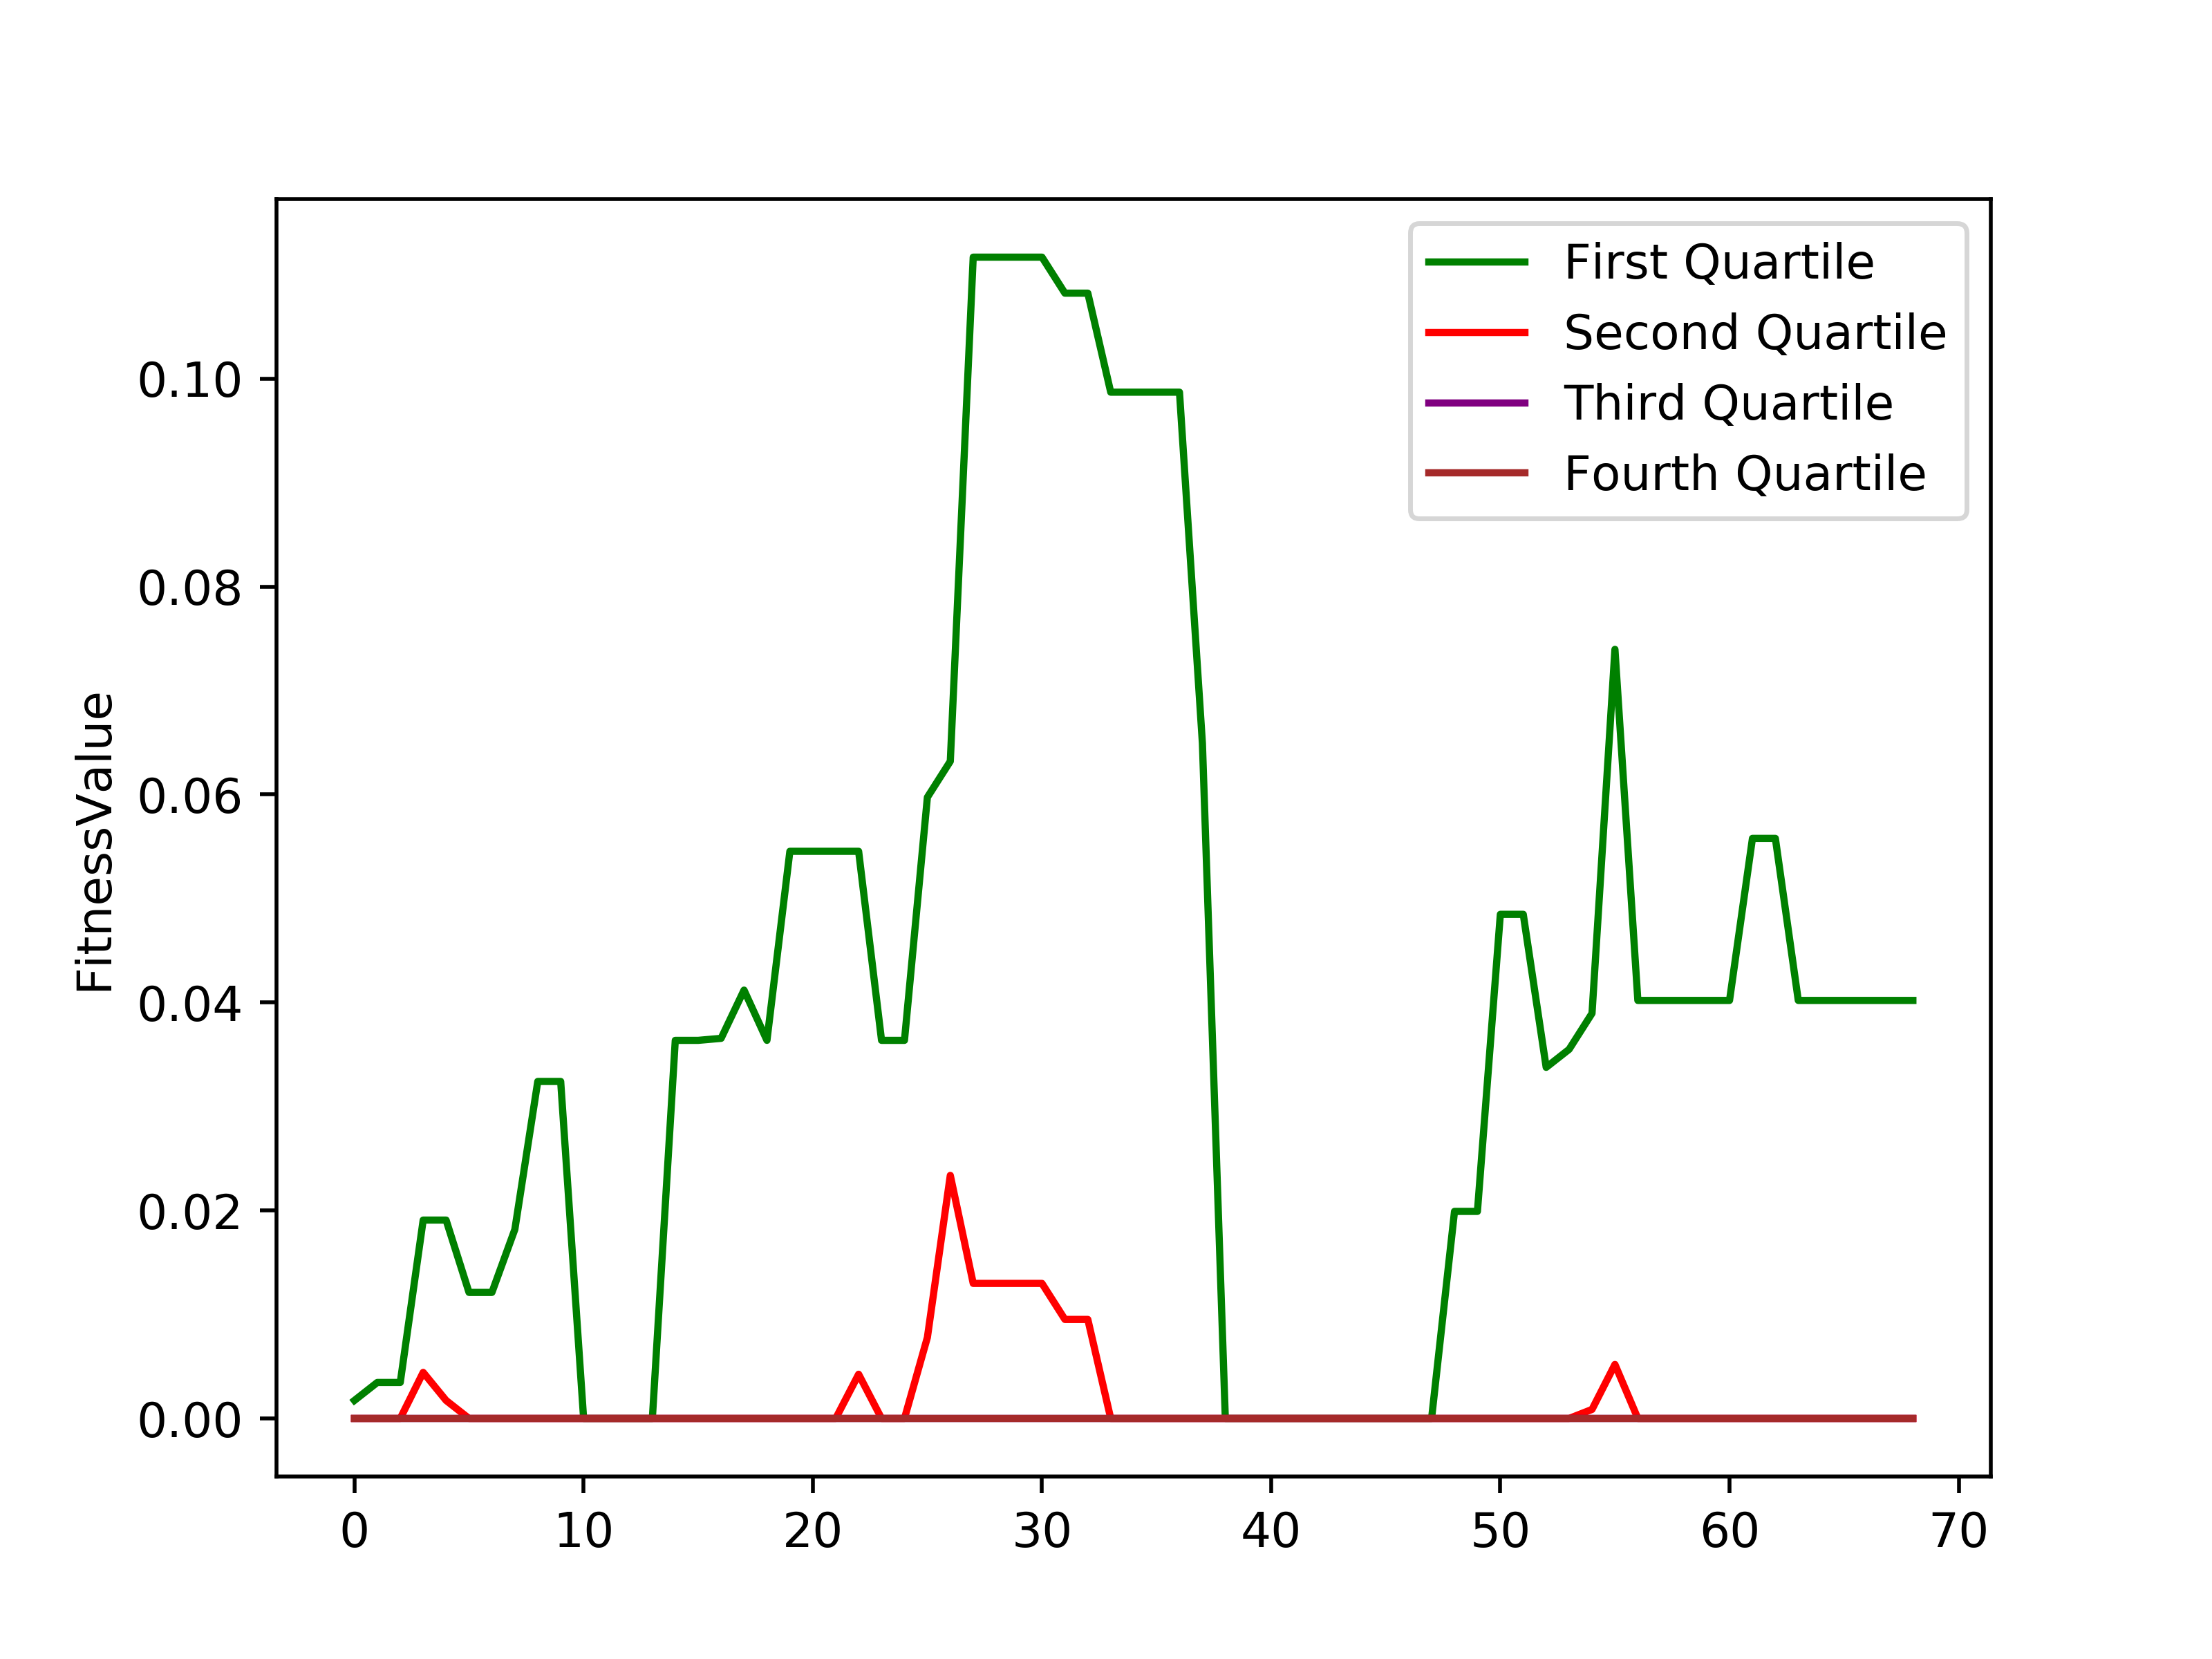 First Quartile
Second Quartile
Third Quartile
Fourth Quartile
FitnessValue
0.10
0.08
0.06
0.04
0.02
0.00
0 10 20 30 40 50 60 70